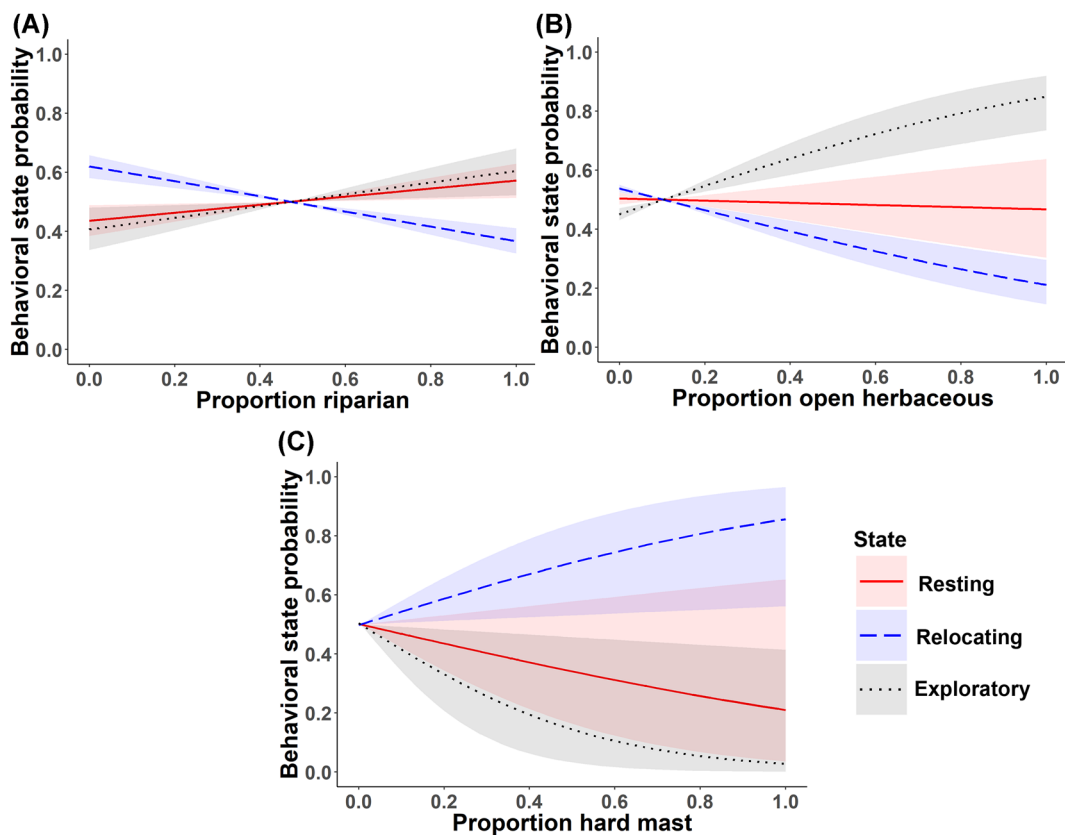 (A)
Behavioral state probability
1.0
0.8
0.6
0.4
0.2
0.0
0.0 0.2 0.4 0.6 0.8 1.0
Proportion riparian
(B)
Behavioral state probability
1.0
0.8
0.6
0.4
0.2
0.0
0.0 0.2 0.4 0.6 0.8 1.0
Proportion open herbaceous
(C)
Behavioral state probability
1.0
0.8
0.6
0.4
0.2
0.0
0.0 0.2 0.4 0.6 0.8 1.0
Proportion hard mast
State
Resting
Relocating
Exploratory